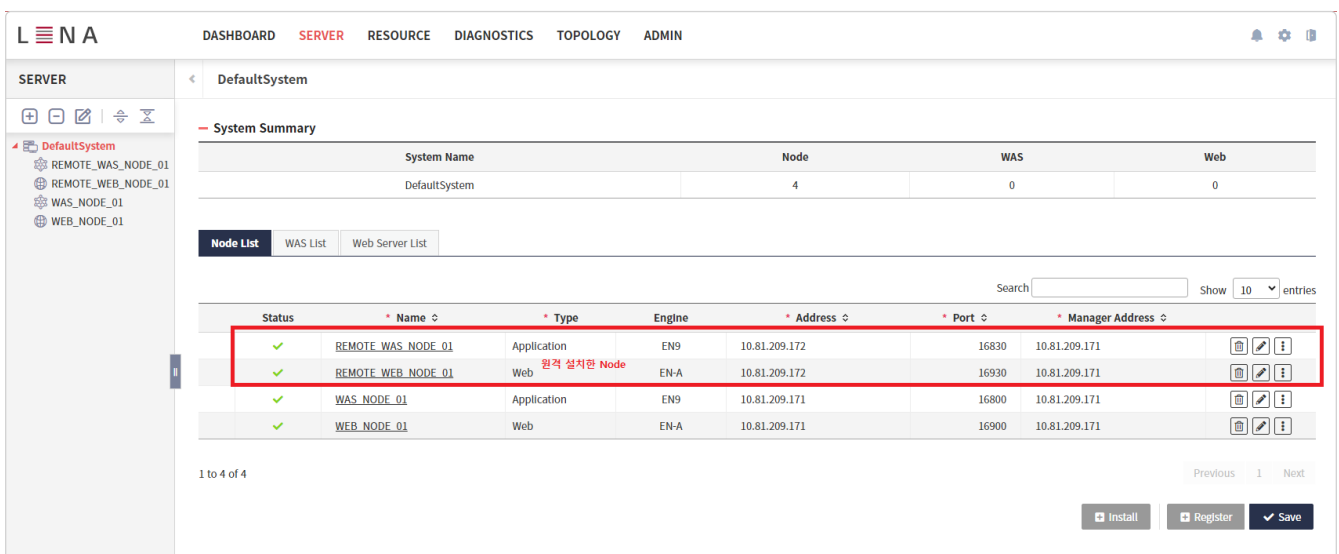 LENA
DASHBOARD SERVER RESOURCE DIAGNOSTICS TOPOLOGY ADMIN
SERVER
DefaultSystem
DefaultSystem
REMOTE_WAS_NODE_01
REMOTE_WEB_NODE_01
WAS_NODE_01
WEB_NODE_01
System Summary
System Name Node WAS Web
DefaultSystem 4 0 0
Node List WAS List Web Server List
Search Show 10 entries
Status * Name * Type Engine * Address * Port * Manager Address
REMOTE_WAS_NODE_01 Application EN9 10.81.209.172 16830 10.81.209.171
원격 설치한 Node
REMOTE_WEB_NODE_01 Web EN-A 10.81.209.172 16930 10.81.209.171
WAS_NODE_01 Application EN9 10.81.209.171 16800 10.81.209.171
WEB_NODE_01 Web EN-A 10.81.209.171 16900 10.81.209.171
1 to 4 of 4
Previous 1 Next
Install Register Save